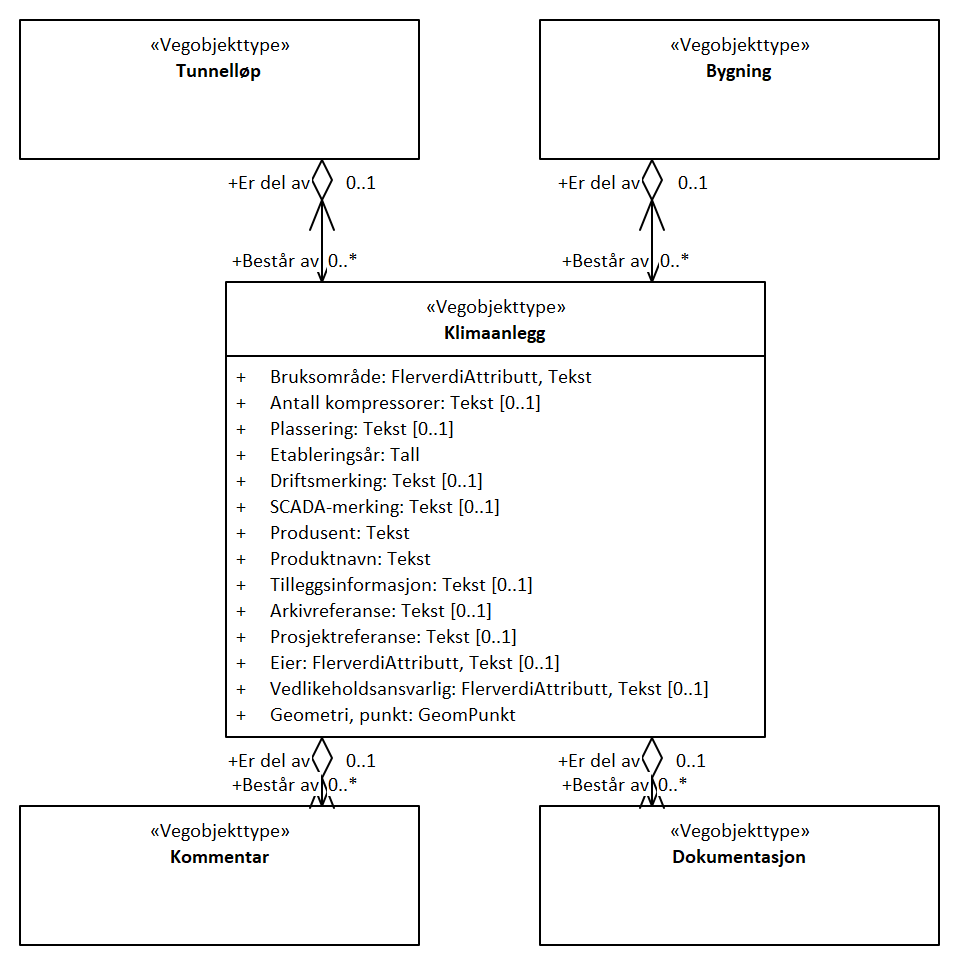 «Vegobjekttype»
Tunnelløp
«Vegobjekttype»
Bygning
+Er del av 0..1
+Er del av 0..1
+Består av 0..*
+Består av 0..*
«Vegobjekttype»
Klimaanlegg
+ Bruksområde: FlerverdiAttributt, Tekst
+ Antall kompressorer: Tekst [0..1]
+ Plassering: Tekst [0..1]
+ Etableringsår: Tall
+ Driftsmerking: Tekst [0..1]
+ SCADA-merking: Tekst [0..1]
+ Produsent: Tekst
+ Produktnavn: Tekst
+ Tilleggsinformasjon: Tekst [0..1]
+ Arkivreferanse: Tekst [0..1]
+ Prosjektreferanse: Tekst [0..1]
+ Eier: FlerverdiAttributt, Tekst [0..1]
+ Vedlikeholdsansvarlig: FlerverdiAttributt, Tekst [0..1]
+ Geometri, punkt: GeomPunkt
+Er del av 0..1
+Er del av 0..1
+Består av 0..*
+Består av 0..*
«Vegobjekttype»
Kommentar
«Vegobjekttype»
Dokumentasjon